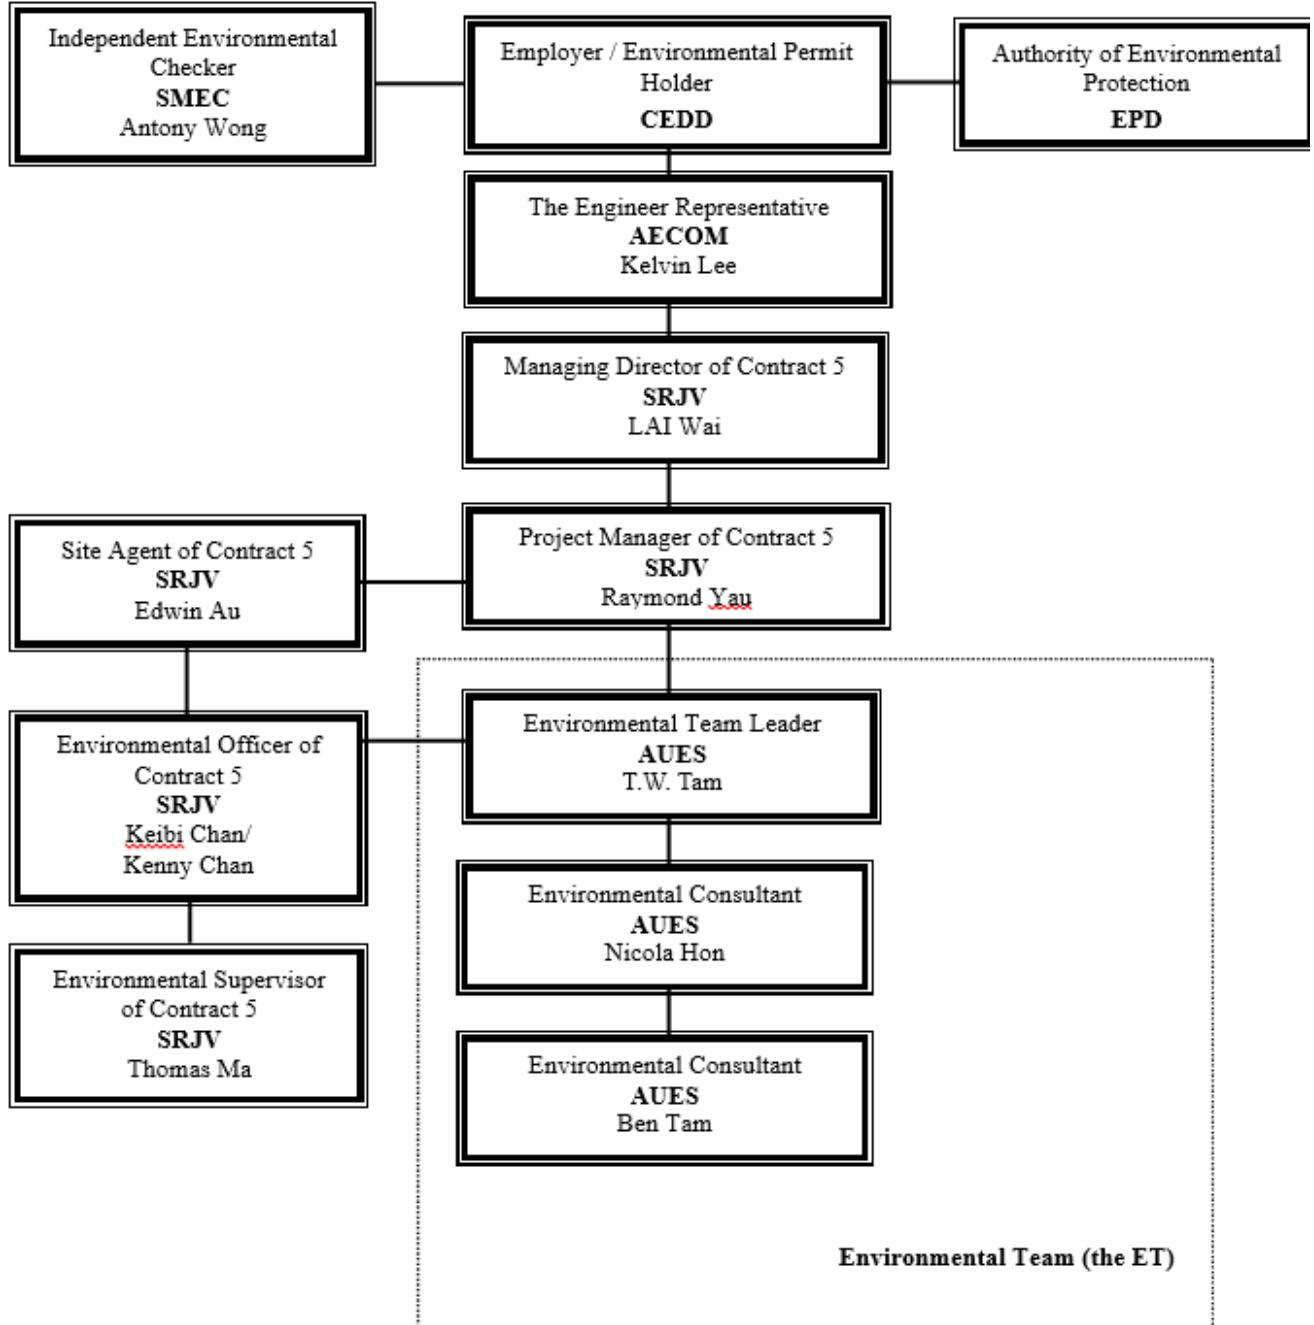 Independent Environmental
Checker
SMEC
Antony Wong
Employer / Environmental Permit
Holder
CEDD
Authority of Environmental
Protection
EPD
The Engineer Representative
AECOM
Kelvin Lee
Managing Director of Contract 5
SRJV
LAI Wai
Site Agent of Contract 5
SRJV
Edwin Au
Project Manager of Contract 5
SRJV
Raymond Yau
Environmental Officer of
Contract 5
SRJV
Keibi Chan/
Kenny Chan
Environmental Team Leader
AUES
T.W. Tam
Environmental Consultant
AUES
Nicola Hon
Environmental Supervisor
of Contract 5
SRJV
Thomas Ma
Environmental Consultant
AUES
Ben Tam
Environmental Team (the ET)